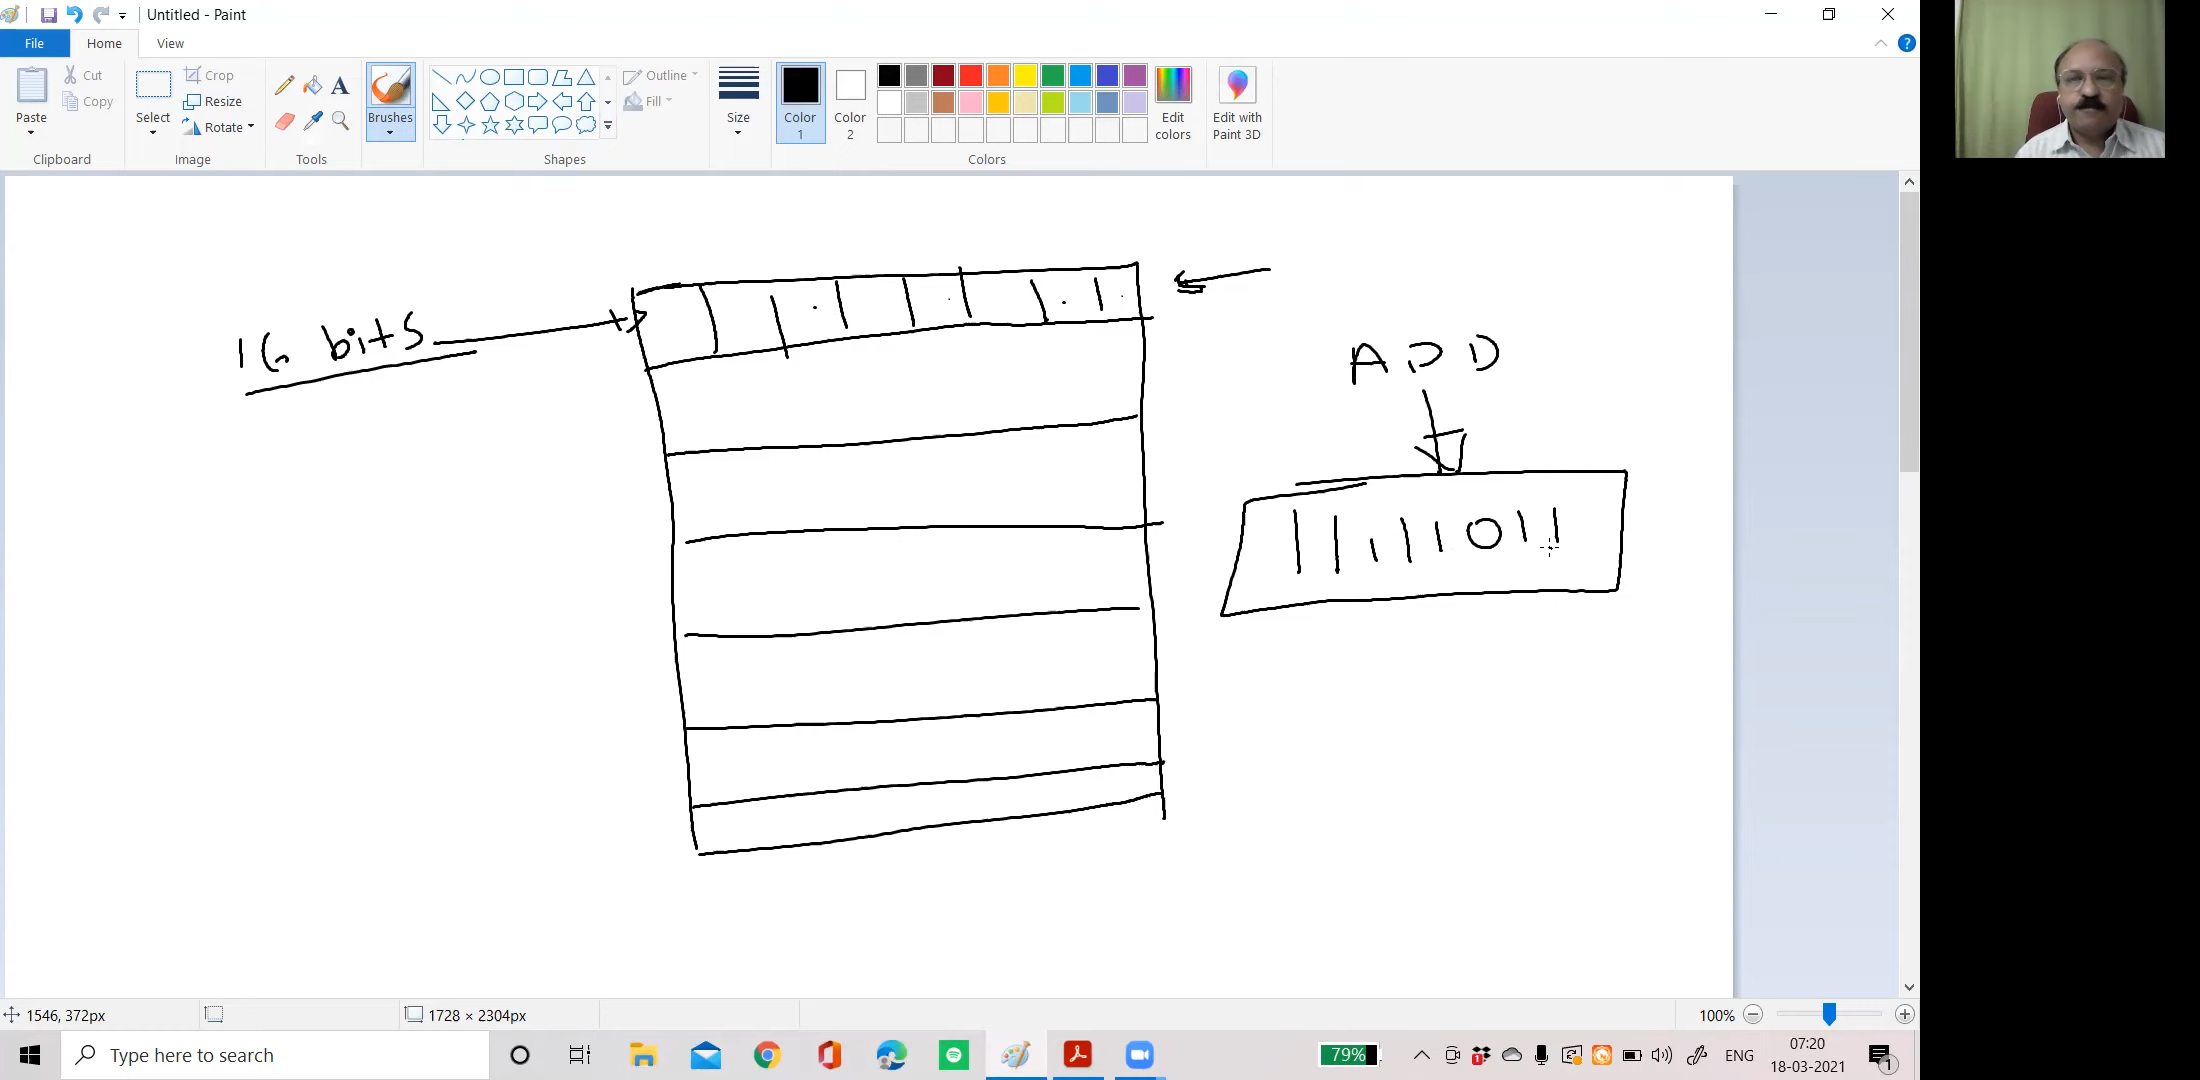 Untitled - Paint
File
Home
View
Paste
Cut
Copy
Clipboard
Select
Crop
Resize
Rotate
Image
Tools
Brushes
Outline
Fill
Shapes
Size
Color 1
Color 2
Edit colors
Edit with Paint 3D
Colors
16 bits
ADD
11111011
1546, 372px
1728 × 2304px
100%
Type here to search
79%
ENG
07:20
18-03-2021